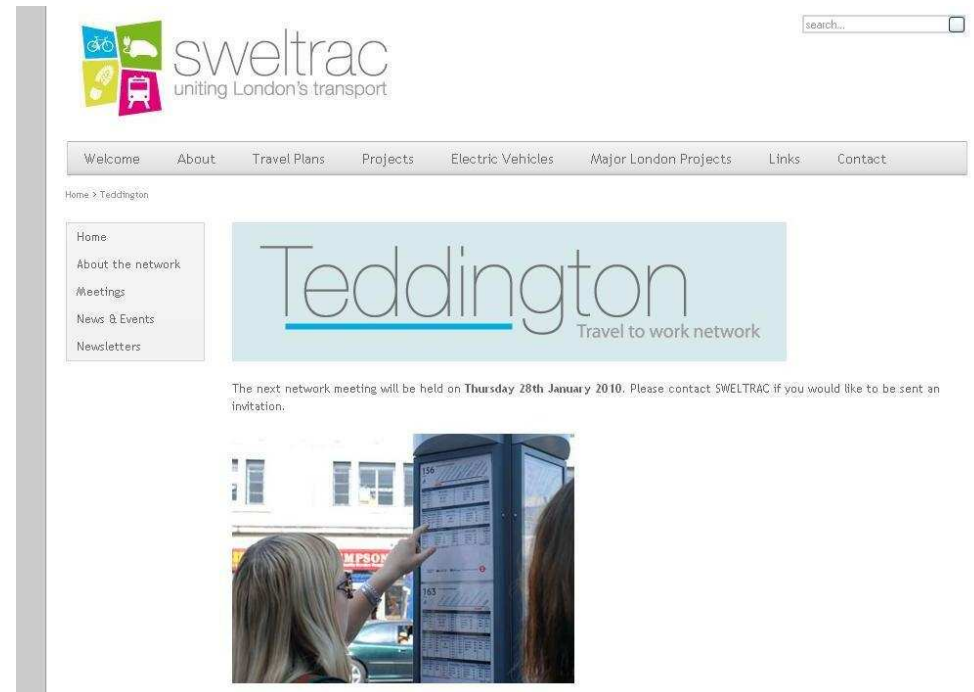 search...
sweltrac
uniting London's transport
Welcome About Travel Plans Projects Electric Vehicles Major London Projects Links Contact
Home > Teddington
Home
About the network
Meetings
News & Events
Newsletters
Teddington
Travel to work network
The next network meeting will be held on Thursday 28th January 2010. Please contact SWELTRAC if you would like to be sent an
invitation.
156
MPSON
163